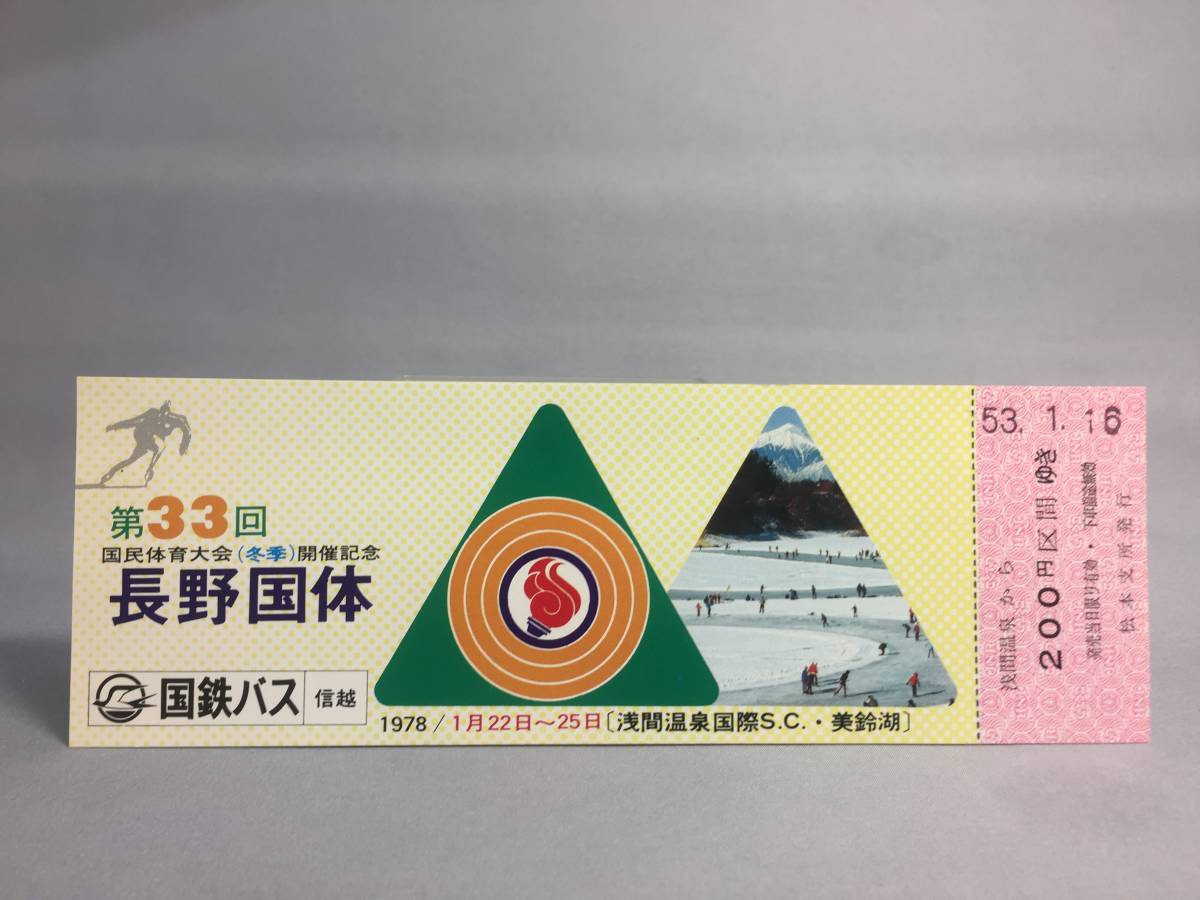 第33回
国民体育大会(冬季)開催記念
長野国体
国鉄バス 信越
1978/1月22日〜25日〔浅間温泉国際S.C.・美鈴湖〕
53. 1. 16
浅間温泉から
200円区間ゆき
発売当日限り有効・下車前途無効
松本支所発行